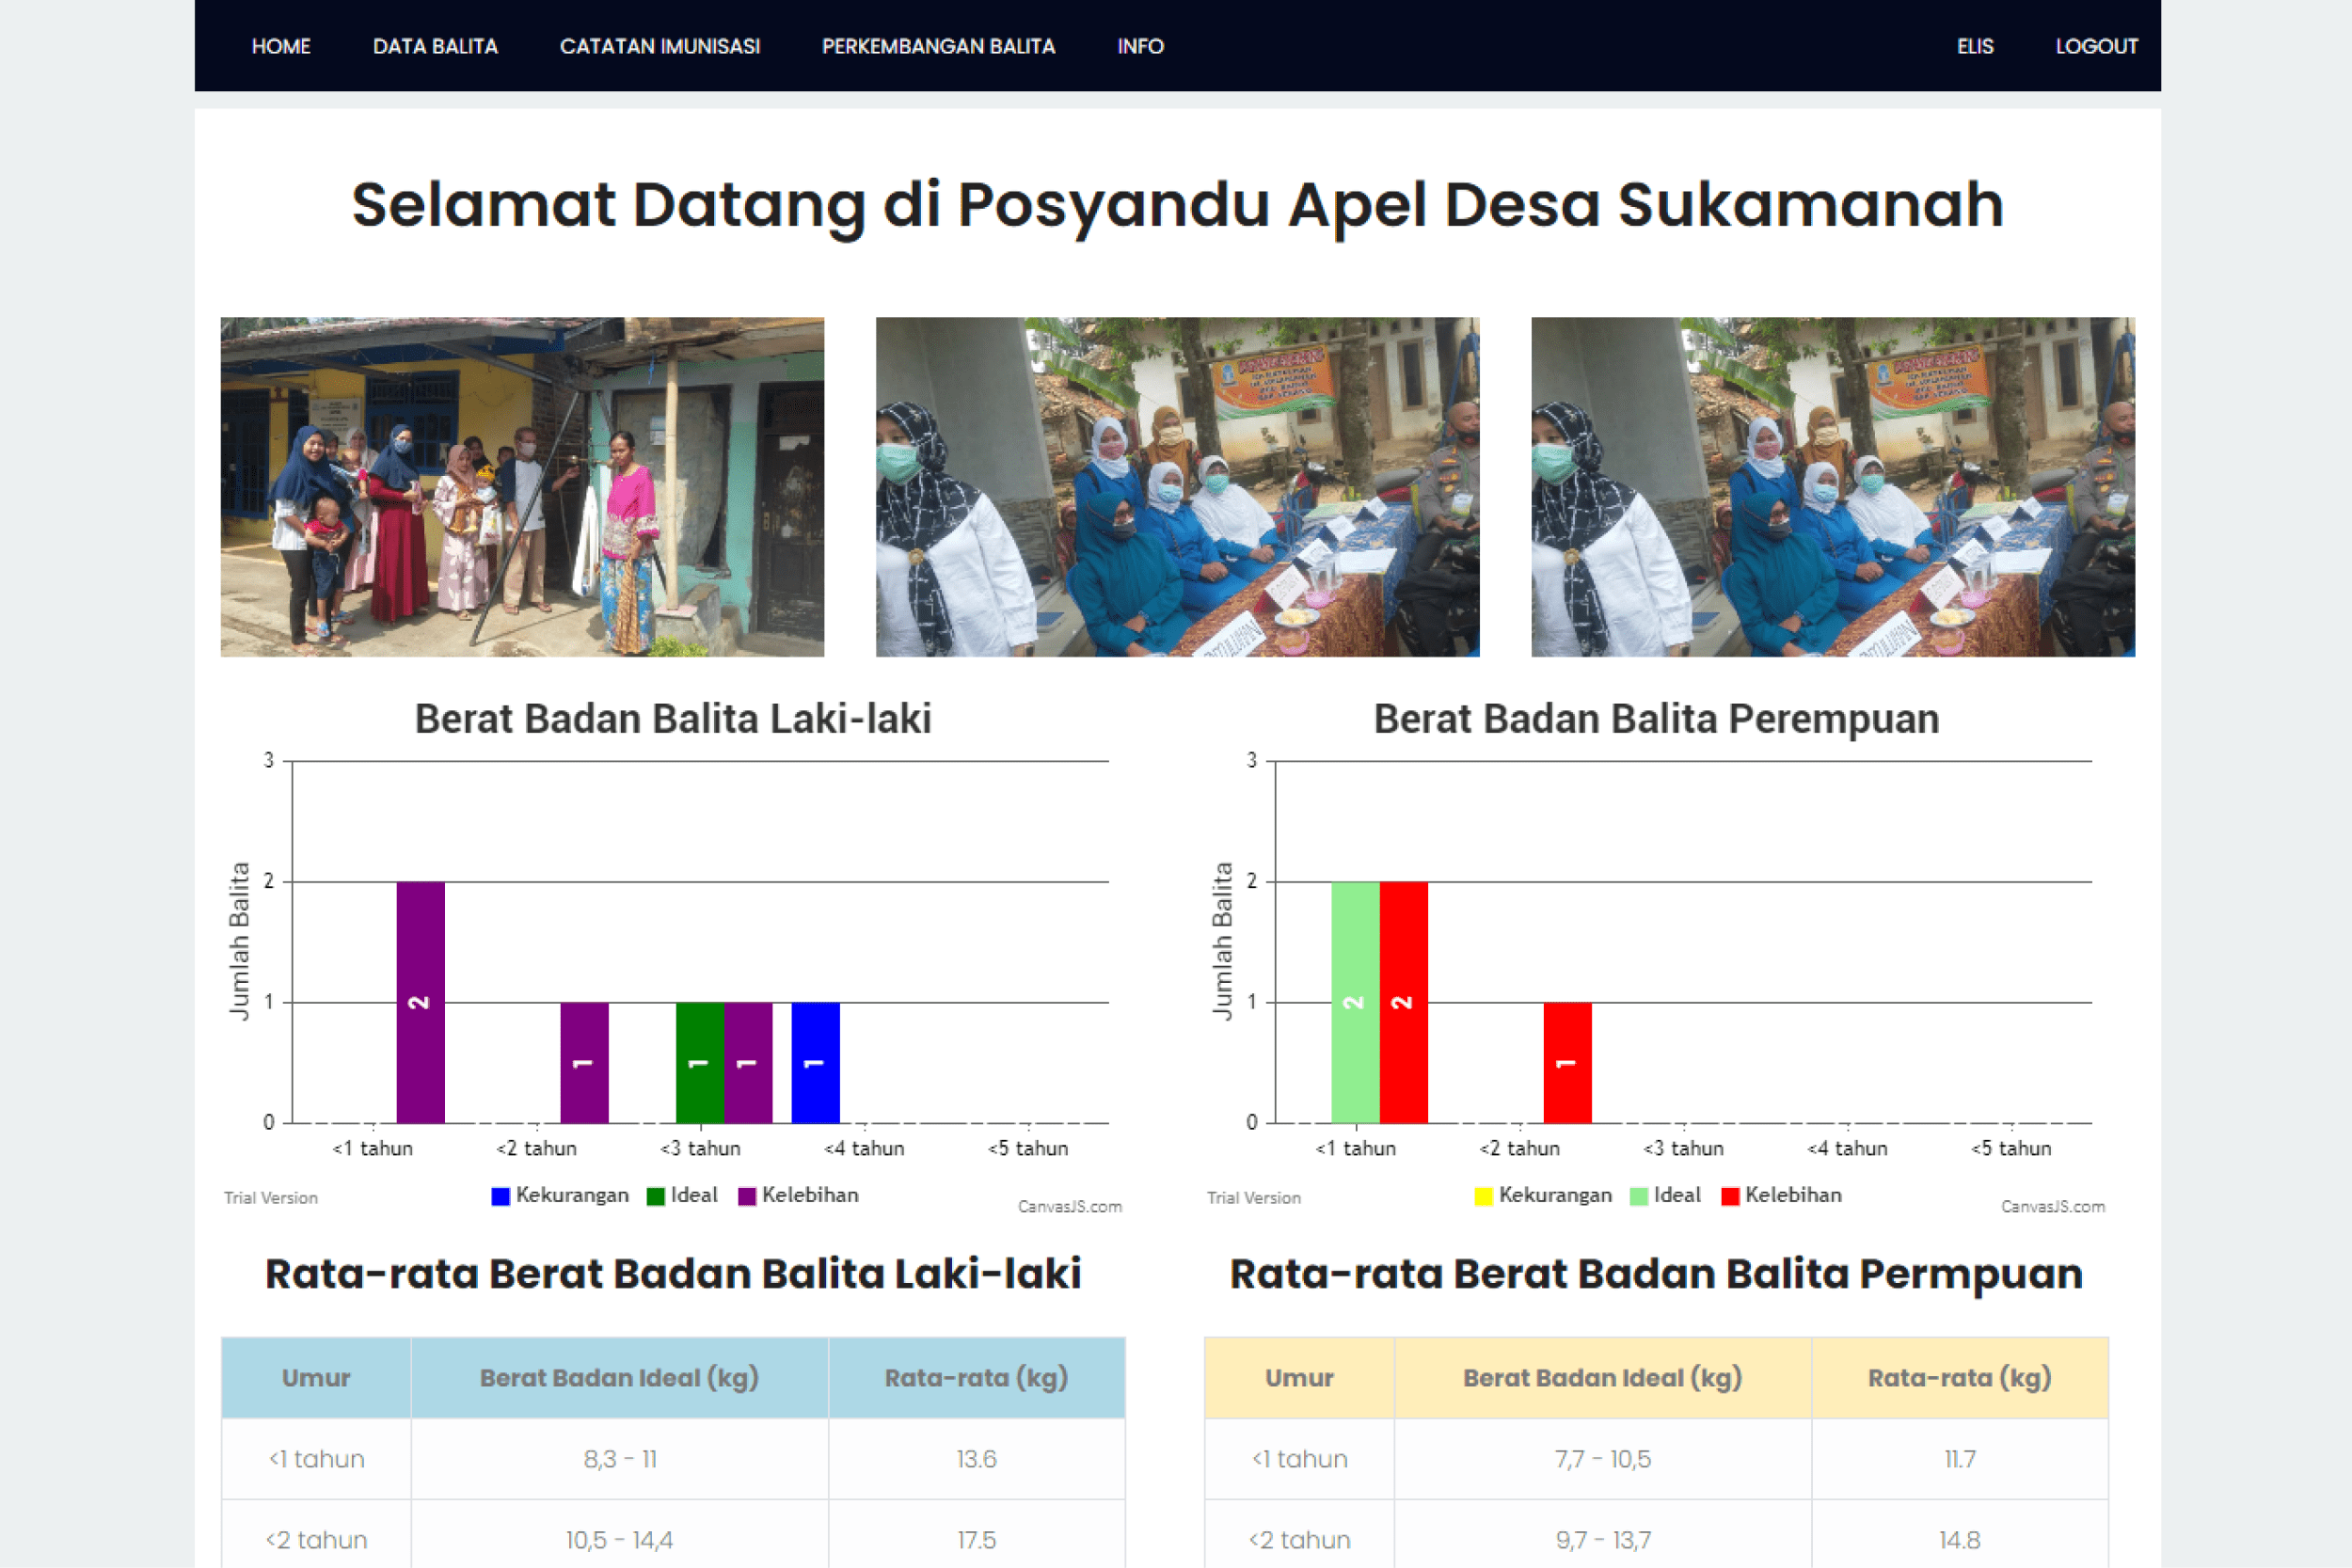 HOME DATA BALITA CATATAN IMUNISASI PERKEMBANGAN BALITA INFO ELIS LOGOUT
Selamat Datang di Posyandu Apel Desa Sukamanah
Berat Badan Balita Laki-laki
Jumlah Balita
3
2
1
0
2
1
1
1
1
<1 tahun <2 tahun <3 tahun <4 tahun <5 tahun
Kekurangan Ideal Kelebihan
Trial Version
CanvasJS.com
Berat Badan Balita Perempuan
Jumlah Balita
3
2
1
0
2
2
1
<1 tahun <2 tahun <3 tahun <4 tahun <5 tahun
Kekurangan Ideal Kelebihan
Trial Version
CanvasJS.com
Rata-rata Berat Badan Balita Laki-laki
Umur Berat Badan Ideal (kg) Rata-rata (kg)
<1 tahun 8,3 - 11 13.6
<2 tahun 10,5 - 14,4 17.5
Rata-rata Berat Badan Balita Permpuan
Umur Berat Badan Ideal (kg) Rata-rata (kg)
<1 tahun 7,7 - 10,5 11.7
<2 tahun 9,7 - 13,7 14.8